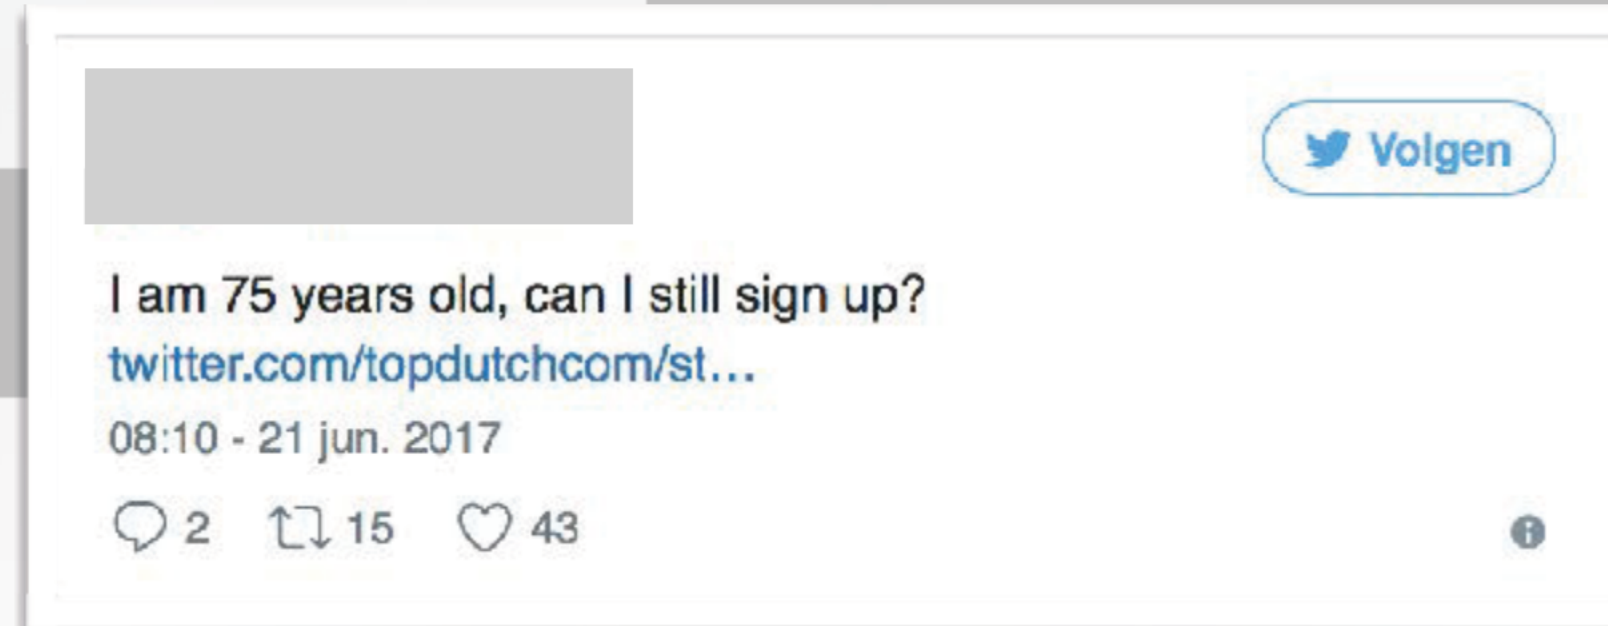 Volgen
I am 75 years old, can I still sign up?
twitter.com/topdutchcom/st...
08:10 - 21 jun. 2017
2 15 43